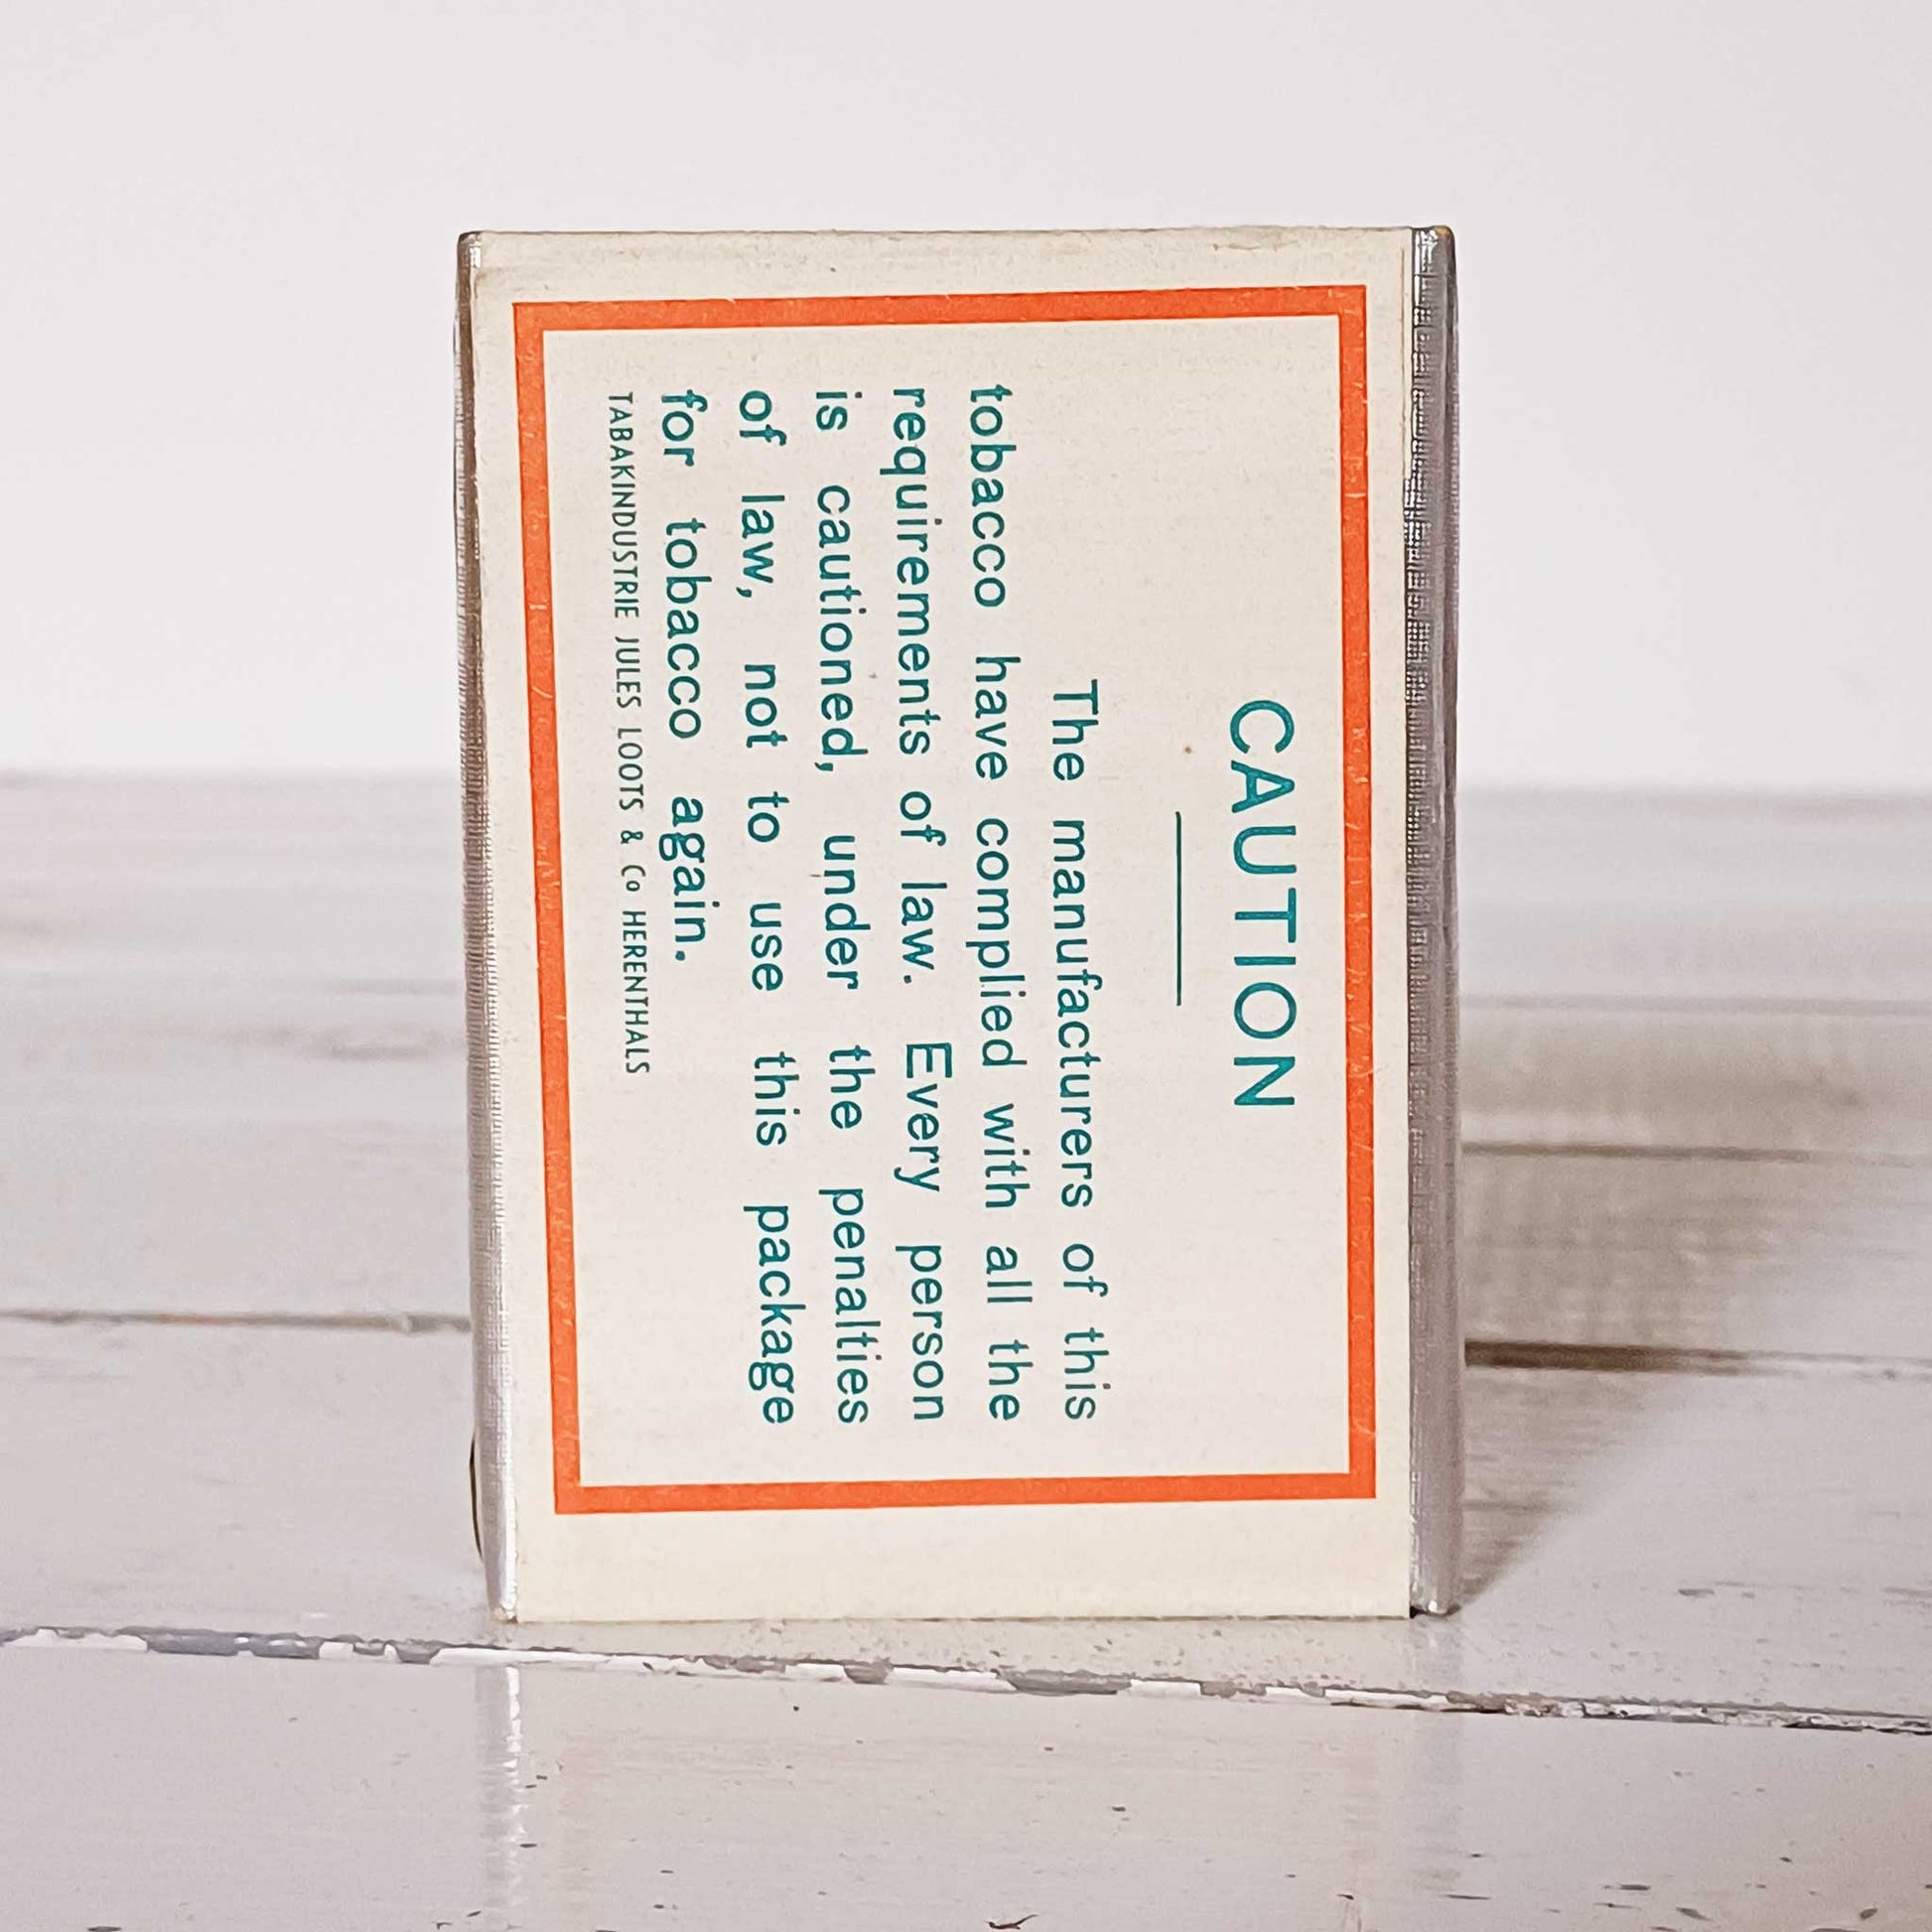 CAUTION
The manufacturers of this
tobacco have complied with all the
requirements of law. Every person
is cautioned, under the penalties
of law, not to use this package
for tobacco again.
TABAKINDUSTRIE JULES LOOTS & Co HERENTHALS